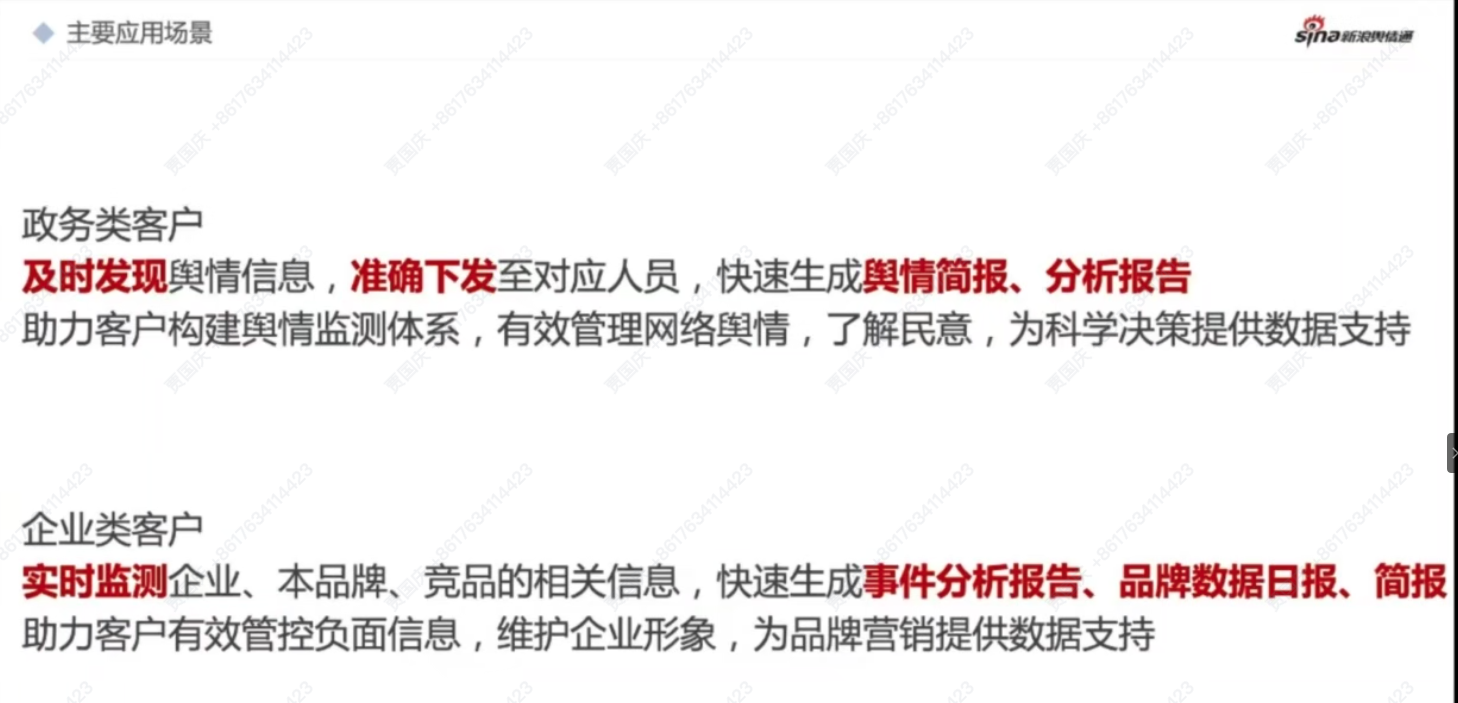 主要应用场景
sina新浪舆情通
政务类客户
及时发现舆情信息，准确下发至对应人员，快速生成舆情简报、分析报告
助力客户构建舆情监测体系，有效管理网络舆情，了解民意，为科学决策提供数据支持
企业类客户
实时监测企业、本品牌、竞品的相关信息，快速生成事件分析报告、品牌数据日报、简报
助力客户有效管控负面信息，维护企业形象，为品牌营销提供数据支持
贾国庆 +8617634114423